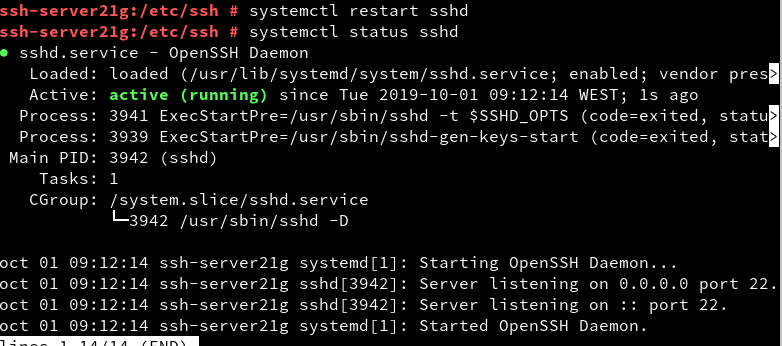 ssh-server21g:/etc/ssh # systemctl restart sshd
ssh-server21g:/etc/ssh # systemctl status sshd
● sshd.service - OpenSSH Daemon
   Loaded: loaded (/usr/lib/systemd/system/sshd.service; enabled; vendor pres>
   Active: active (running) since Tue 2019-10-01 09:12:14 WEST; 1s ago
  Process: 3941 ExecStartPre=/usr/sbin/sshd -t $SSHD_OPTS (code=exited, statu>
  Process: 3939 ExecStartPre=/usr/sbin/sshd-gen-keys-start (code=exited, stat>
 Main PID: 3942 (sshd)
    Tasks: 1
   CGroup: /system.slice/sshd.service
           └─3942 /usr/sbin/sshd -D

oct 01 09:12:14 ssh-server21g systemd[1]: Starting OpenSSH Daemon...
oct 01 09:12:14 ssh-server21g sshd[3942]: Server listening on 0.0.0.0 port 22.
oct 01 09:12:14 ssh-server21g sshd[3942]: Server listening on :: port 22.
oct 01 09:12:14 ssh-server21g systemd[1]: Started OpenSSH Daemon.
lines 1-14/14 (END)